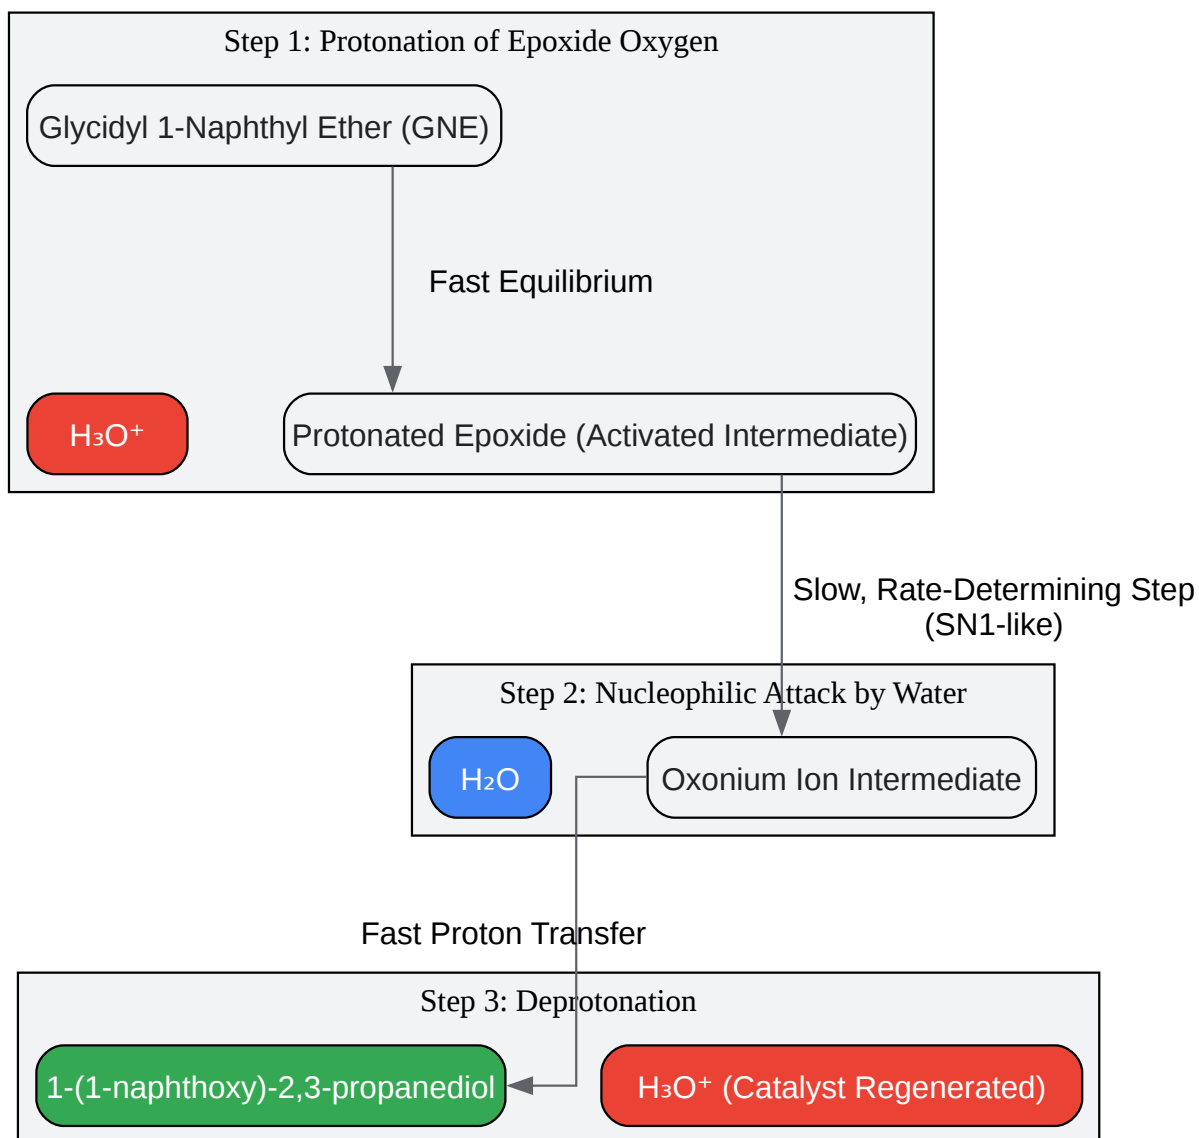 Step 1: Protonation of Epoxide Oxygen
Glycidyl 1-Naphthyl Ether (GNE)
Fast Equilibrium
H₃O⁺
Protonated Epoxide (Activated Intermediate)
Slow, Rate-Determining Step
(SN1-like)
Step 2: Nucleophilic Attack by Water
H₂O
Oxonium Ion Intermediate
Fast Proton Transfer
Step 3: Deprotonation
1-(1-naphthoxy)-2,3-propanediol
H₃O⁺ (Catalyst Regenerated)